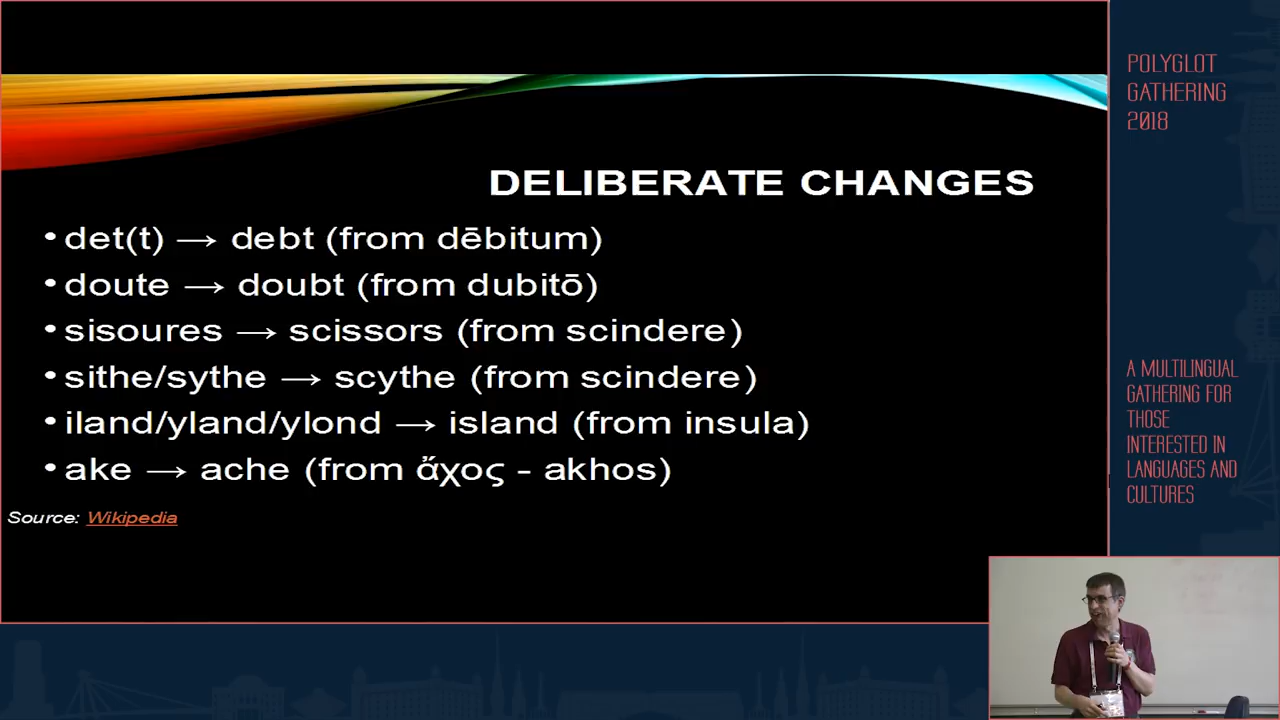 DELIBERATE CHANGES
• det(t) → debt (from dēbitum)
• doute → doubt (from dubitō)
• sisoures → scissors (from scindere)
• sithe/sythe → scythe (from scindere)
• iland/yland/ylond → island (from insula)
• ake → ache (from ἄχος - akhos)
Source: Wikipedia
POLYGLOT
GATHERING
2018
A MULTILINGUAL
GATHERING FOR
THOSE
INTERESTED IN
LANGUAGES AND
CULTURES